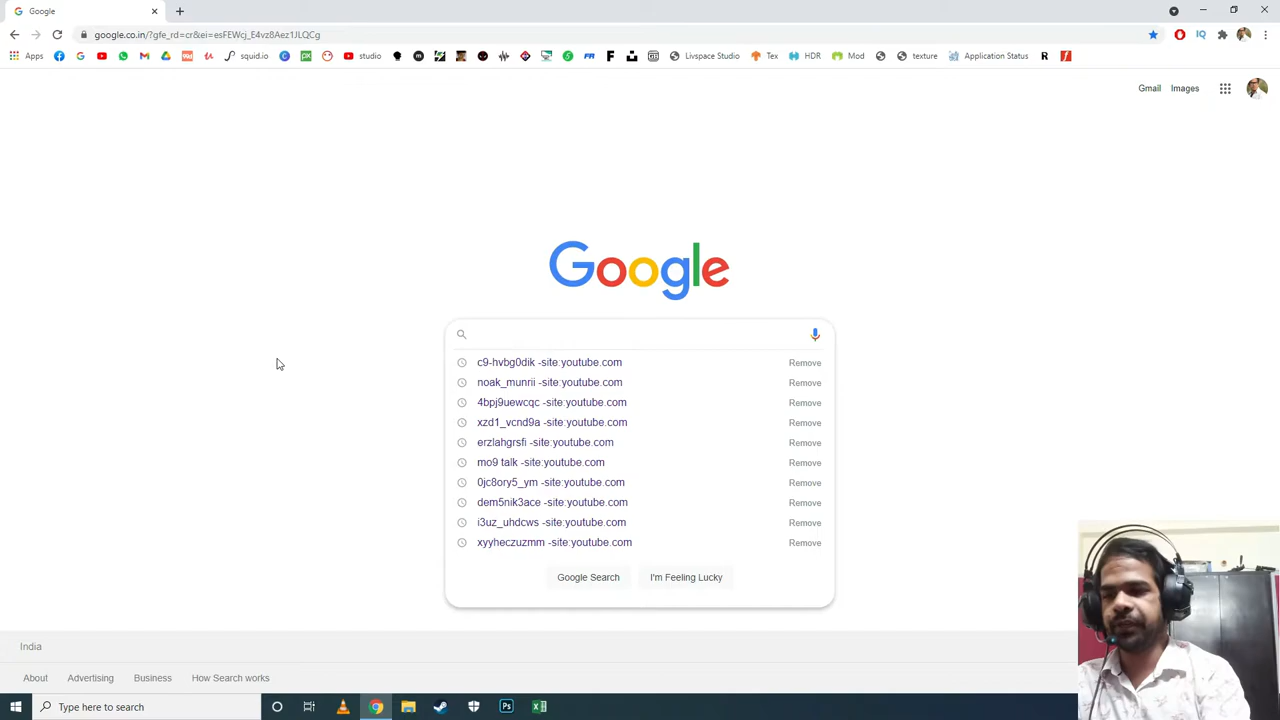 Google
google.co.in/?gfe_rd=cr&ei=esFEWcj_E4vz8Aez1JLQCg
Apps
squid.io
studio
Livspace Studio
Tex
HDR
Mod
texture
Application Status
Gmail
Images
Google
c9-hvbg0dik -site:youtube.com Remove
noak_munrii -site:youtube.com Remove
4bpj9uewcqc -site:youtube.com Remove
xzd1_vcnd9a -site:youtube.com Remove
erzlahgrsfi -site:youtube.com Remove
mo9 talk -site:youtube.com Remove
0jc8ory5_ym -site:youtube.com Remove
dem5nik3ace -site:youtube.com Remove
i3uz_uhdcws -site:youtube.com Remove
xyyheczuzmm -site:youtube.com Remove
Google Search
I'm Feeling Lucky
India
About
Advertising
Business
How Search works
Type here to search